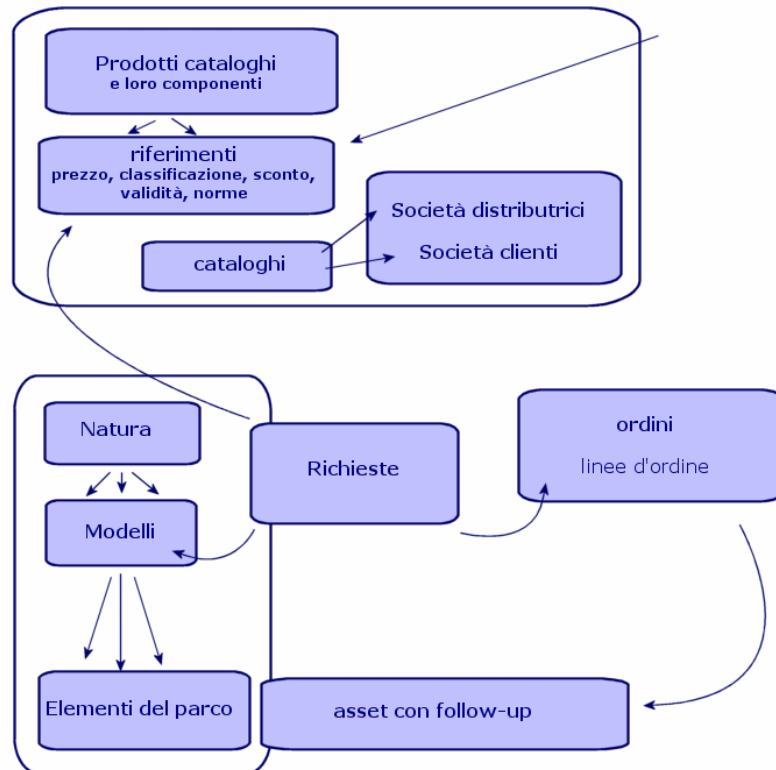 Prodotti cataloghi
e loro componenti
riferimenti
prezzo, classificazione, sconto,
validità, norme
Società distributrici
Società clienti
cataloghi
Natura
Modelli
Elementi del parco
Richieste
ordini
linee d'ordine
asset con follow-up